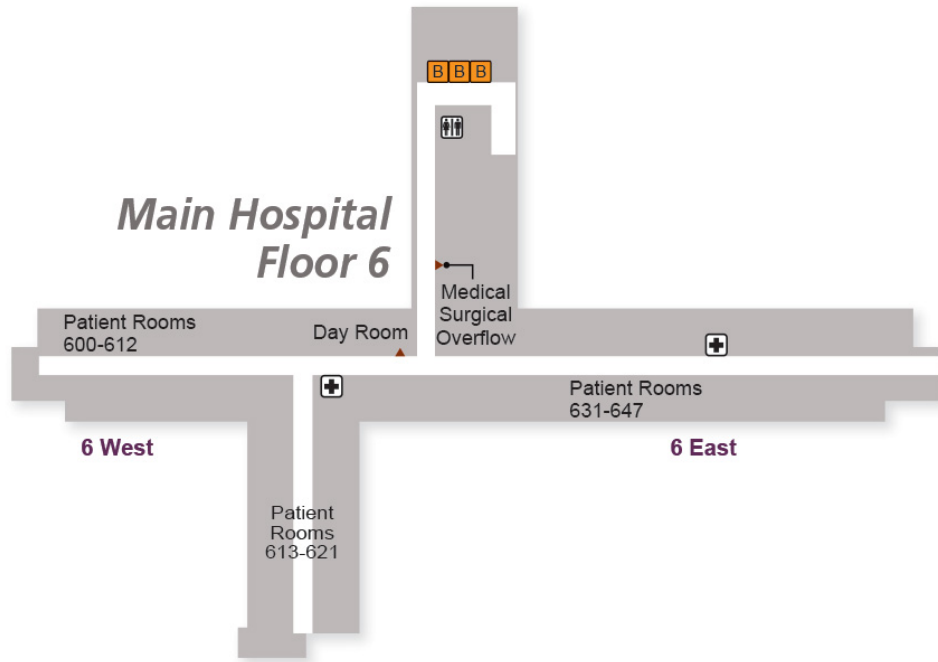 B B B
Main Hospital
Floor 6
Medical
Surgical
Overflow
Patient Rooms
600-612
Day Room
Patient Rooms
631-647
6 West
6 East
Patient
Rooms
613-621